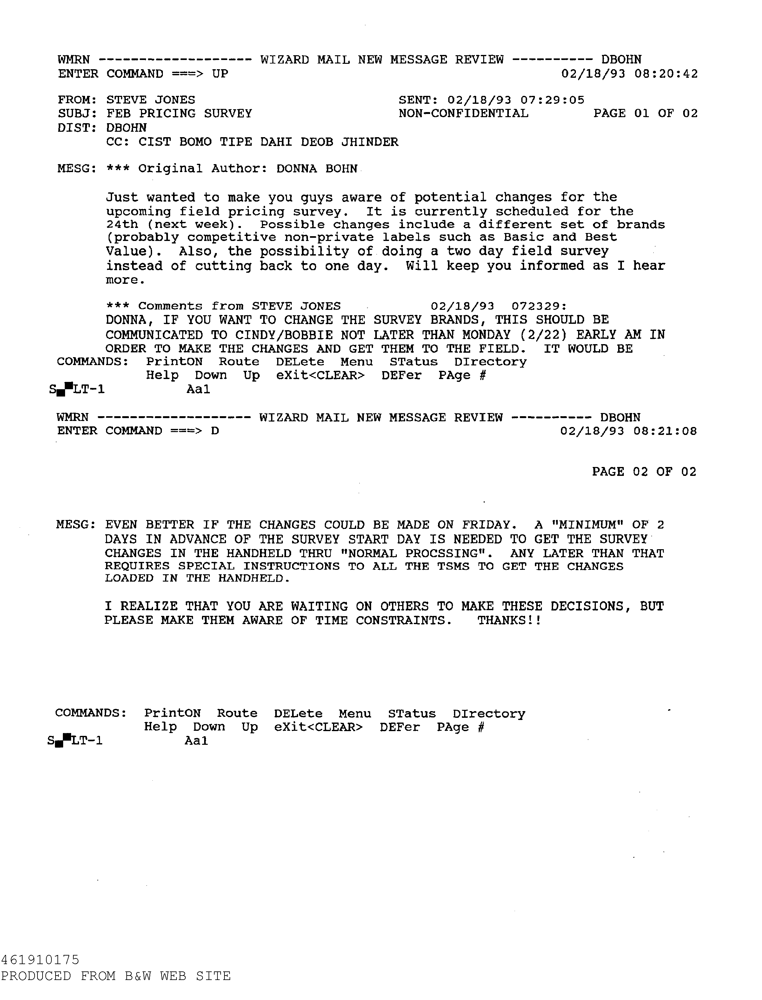 WMRN ------------------- WIZARD MAIL NEW MESSAGE REVIEW ---------- DBOHN
ENTER COMMAND ===> UP 02/18/93 08:20:42
FROM: STEVE JONES SENT: 02/18/93 07:29:05
SUBJ: FEB PRICING SURVEY NON-CONFIDENTIAL PAGE 01 OF 02
DIST: DBOHN
CC: CIST BOMO TIPE DAHI DEOB JHINDER
MESG: *** Original Author: DONNA BOHN
Just wanted to make you guys aware of potential changes for the
upcoming field pricing survey. It is currently scheduled for the
24th (next week). Possible changes include a different set of brands
(probably competitive non-private labels such as Basic and Best
Value). Also, the possibility of doing a two day field survey
instead of cutting back to one day. Will keep you informed as I hear
more.
*** Comments from STEVE JONES 02/18/93 072329:
DONNA, IF YOU WANT TO CHANGE THE SURVEY BRANDS, THIS SHOULD BE
COMMUNICATED TO CINDY/BOBBIE NOT LATER THAN MONDAY (2/22) EARLY AM IN
ORDER TO MAKE THE CHANGES AND GET THEM TO THE FIELD. IT WOULD BE
COMMANDS: PrintON Route DELete Menu STatus DIrectory
Help Down Up eXit<CLEAR> DEFer PAge #
LT-1 Aa1
WMRN ------------------- WIZARD MAIL NEW MESSAGE REVIEW ---------- DBOHN
ENTER COMMAND ===> D 02/18/93 08:21:08
PAGE 02 OF 02
MESG: EVEN BETTER IF THE CHANGES COULD BE MADE ON FRIDAY. A "MINIMUM" OF 2
DAYS IN ADVANCE OF THE SURVEY START DAY IS NEEDED TO GET THE SURVEY
CHANGES IN THE HANDHELD THRU "NORMAL PROCSSING". ANY LATER THAN THAT
REQUIRES SPECIAL INSTRUCTIONS TO ALL THE TSMS TO GET THE CHANGES
LOADED IN THE HANDHELD.
I REALIZE THAT YOU ARE WAITING ON OTHERS TO MAKE THESE DECISIONS, BUT
PLEASE MAKE THEM AWARE OF TIME CONSTRAINTS. THANKS!!
COMMANDS: PrintON Route DELete Menu STatus DIrectory
Help Down Up eXit<CLEAR> DEFer PAge #
LT-1 Aa1
461910175
PRODUCED FROM B&W WEB SITE